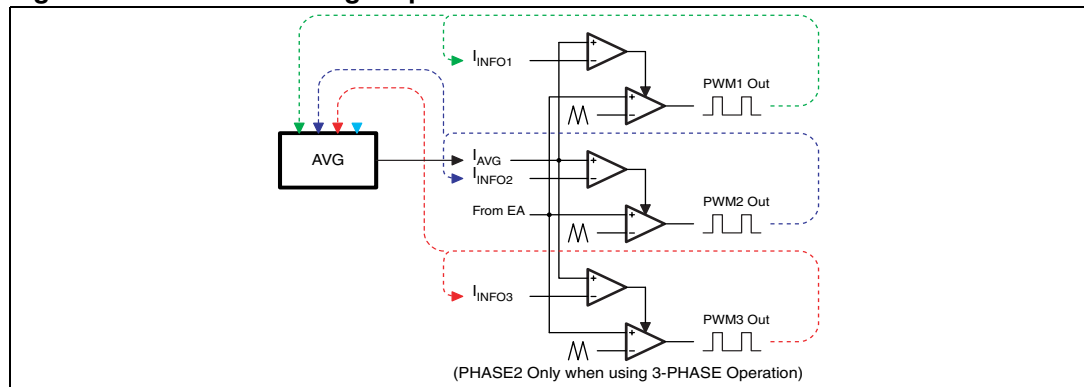 I_INFO1
PWM1 Out
AVG
I_AVG
I_INFO2
From EA
PWM2 Out
I_INFO3
PWM3 Out
(PHASE2 Only when using 3-PHASE Operation)